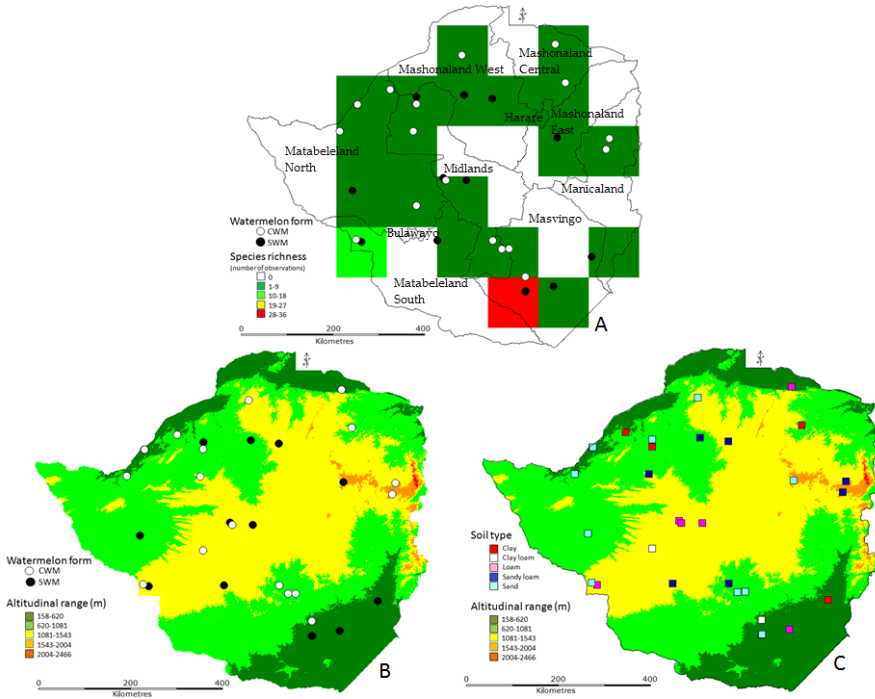 Mashonaland
Central
Mashonaland West
Harare
Mashonaland
East
Matabeleland
North
Midlands
Manicaland
Masvingo
Bulawayo
Matabeleland
South
Watermelon form
CWM
SWM
Species richness
(number of observations)
0
1-9
10-18
19-27
28-36
0
200
400
Kilometres
A
Watermelon form
CWM
SWM
Altitudinal range (m)
158-620
620-1081
1081-1543
1543-2004
2004-2466
0
200
400
Kilometres
B
Soil type
Clay
Clay loam
Loam
Sandy loam
Sand
Altitudinal range (m)
158-620
620-1081
1081-1543
1543-2004
2004-2466
0
200
400
Kilometres
C